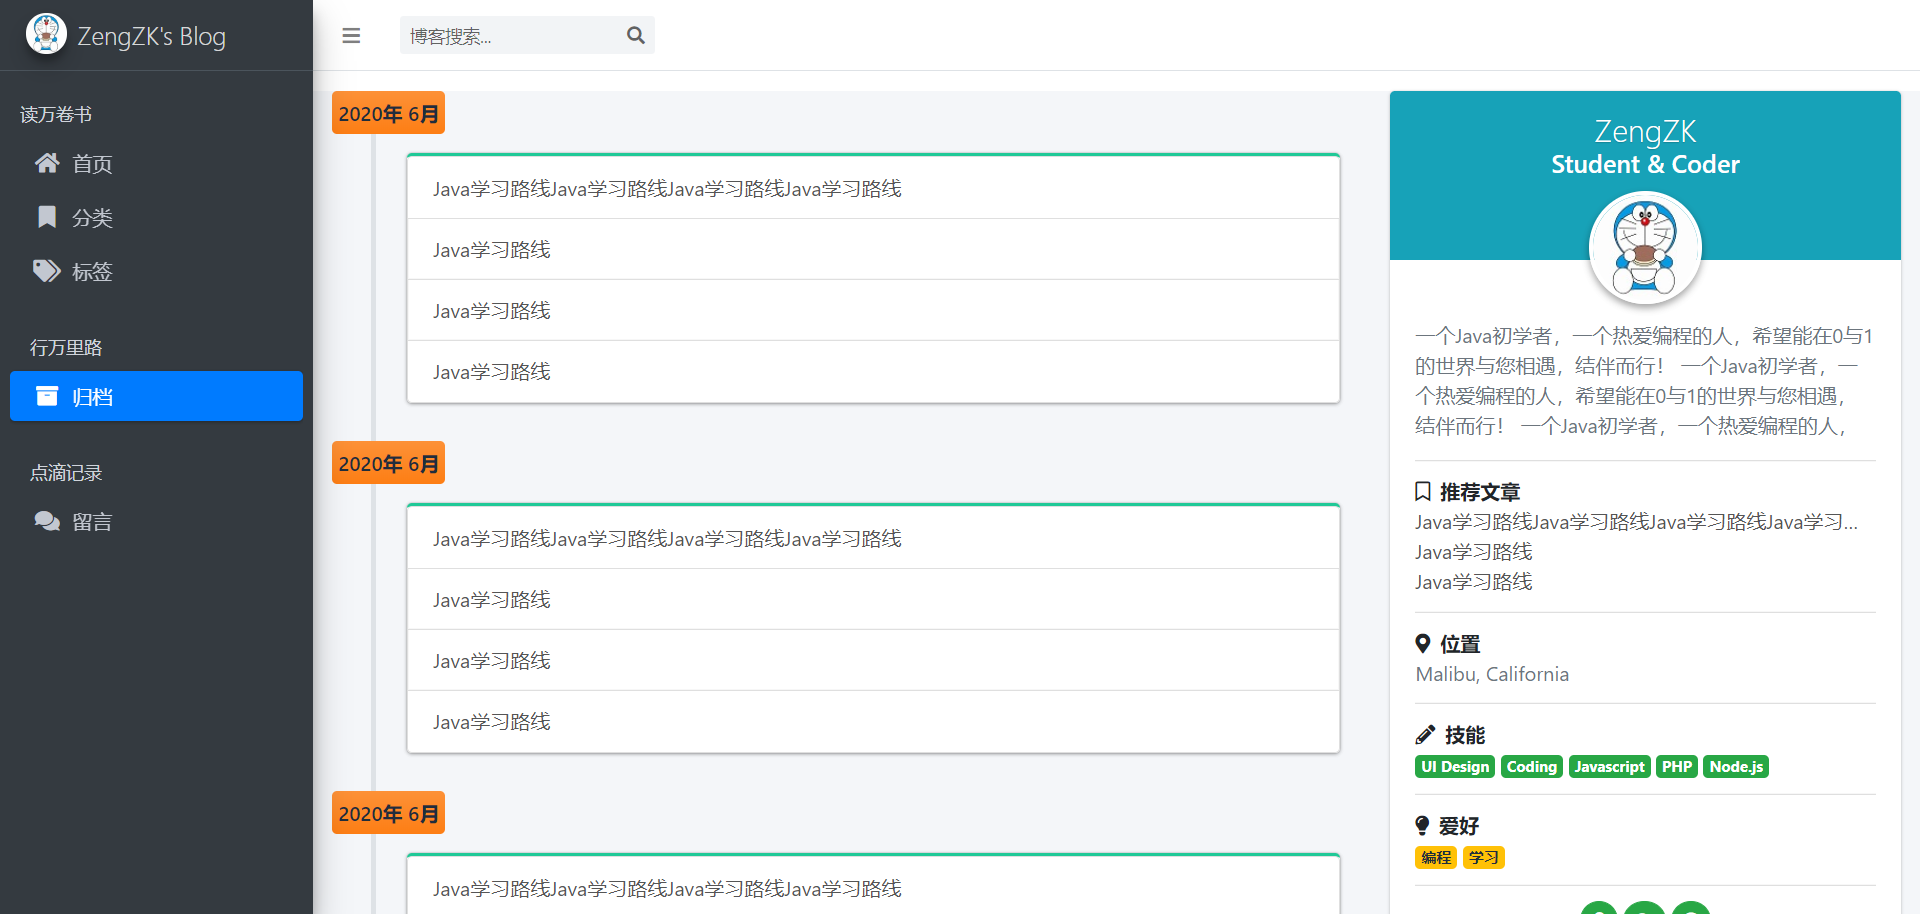 ZengZK's Blog
读万卷书
首页
分类
标签
行万里路
归档
点滴记录
留言
博客搜索...
2020年 6月
Java学习路线Java学习路线Java学习路线Java学习路线
Java学习路线
Java学习路线
Java学习路线
2020年 6月
Java学习路线Java学习路线Java学习路线Java学习路线
Java学习路线
Java学习路线
Java学习路线
2020年 6月
Java学习路线Java学习路线Java学习路线Java学习路线
ZengZK
Student & Coder
一个Java初学者，一个热爱编程的人，希望能在0与1
的世界与您相遇，结伴而行！ 一个Java初学者，一
个热爱编程的人，希望能在0与1的世界与您相遇，
结伴而行！ 一个Java初学者，一个热爱编程的人，
推荐文章
Java学习路线Java学习路线Java学习路线Java学习...
Java学习路线
Java学习路线
位置
Malibu, California
技能
UI Design Coding Javascript PHP Node.js
爱好
编程 学习